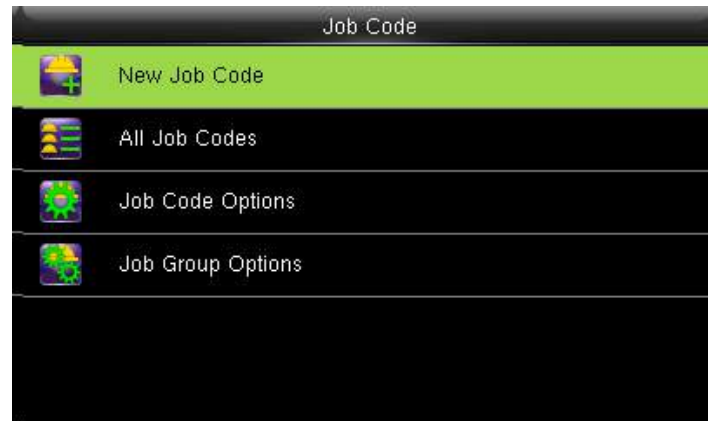 Job Code
New Job Code
All Job Codes
Job Code Options
Job Group Options